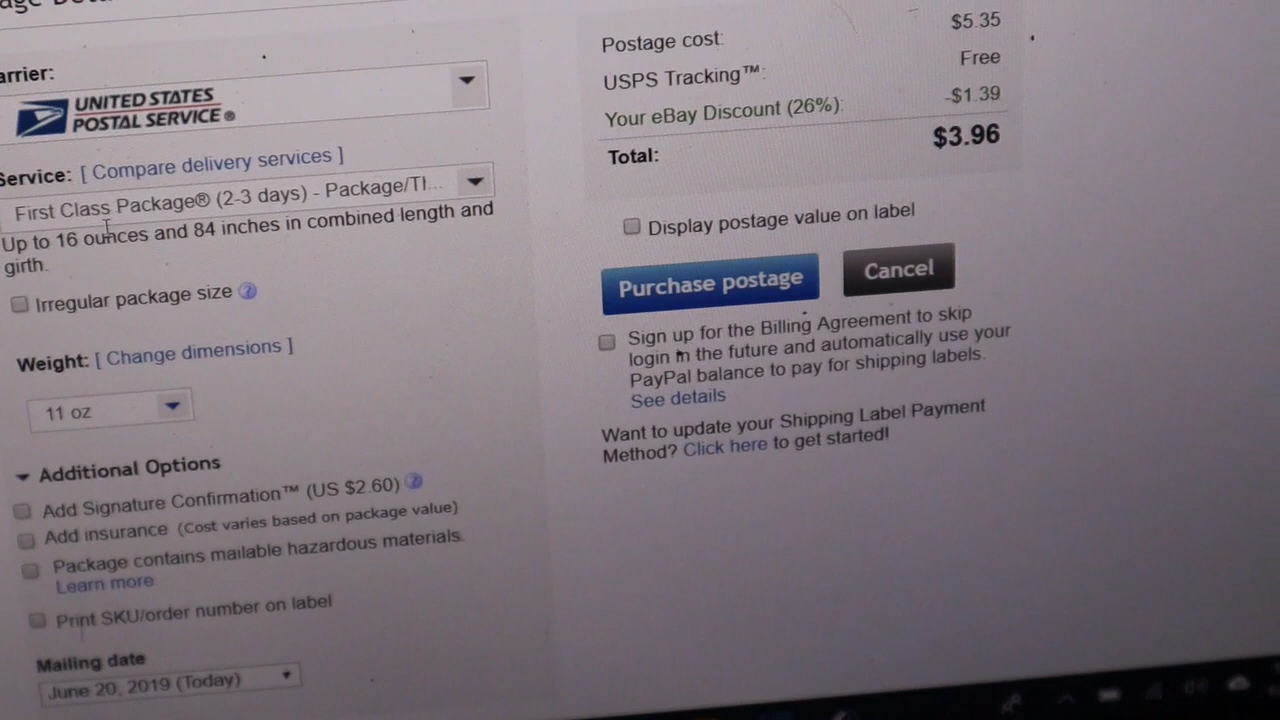 arrier:
UNITED STATES
POSTAL SERVICE®
Service: [ Compare delivery services ]
First Class Package® (2-3 days) - Package/Tl...
Up to 16 ounces and 84 inches in combined length and
girth.
Irregular package size ?
Weight: [ Change dimensions ]
11 oz
Additional Options
Add Signature Confirmation™ (US $2.60) ?
Add insurance (Cost varies based on package value)
Package contains mailable hazardous materials.
Learn more
Print SKU/order number on label
Mailing date
June 20, 2019 (Today)
Postage cost: $5.35
USPS Tracking™: Free
Your eBay Discount (26%): -$1.39
Total: $3.96
Display postage value on label
Purchase postage Cancel
Sign up for the Billing Agreement to skip
login in the future and automatically use your
PayPal balance to pay for shipping labels.
See details
Want to update your Shipping Label Payment
Method? Click here to get started!